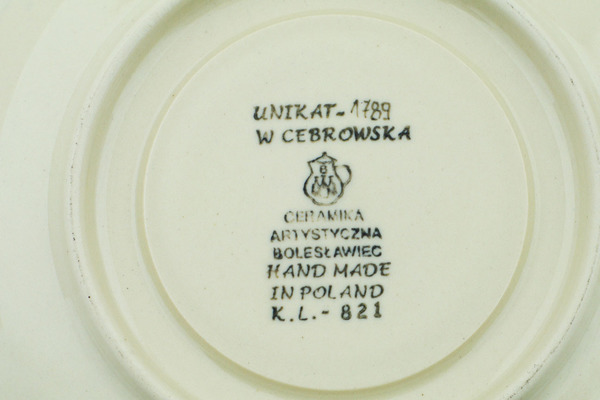 UNIKAT~1789
W CEBROWSKA
B
CERAMIKA
ARTYSTYCZNA
BOLESŁAWIEC
HAND MADE
IN POLAND
K.L.- 821